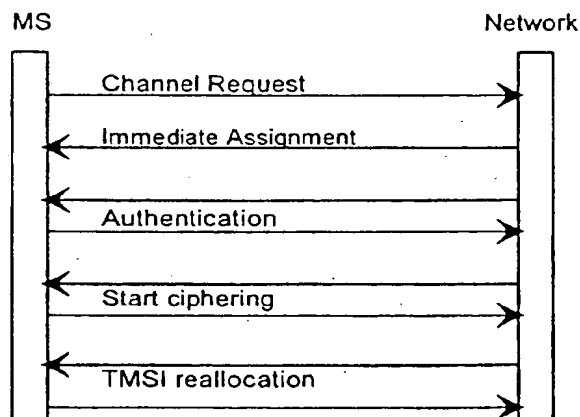 MS Network
Channel Request
Immediate Assignment
Authentication
Start ciphering
TMSI reallocation